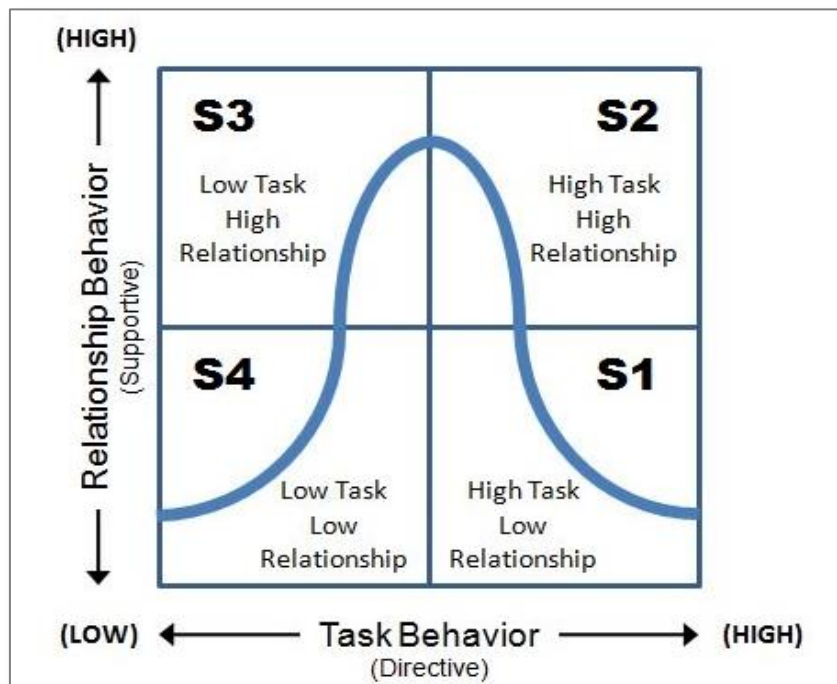 (HIGH)
S3
Low Task
High
Relationship
S2
High Task
High
Relationship
Relationship Behavior
(Supportive)
S4
Low Task
Low
Relationship
S1
High Task
Low
Relationship
(LOW)
Task Behavior
(Directive)
(HIGH)